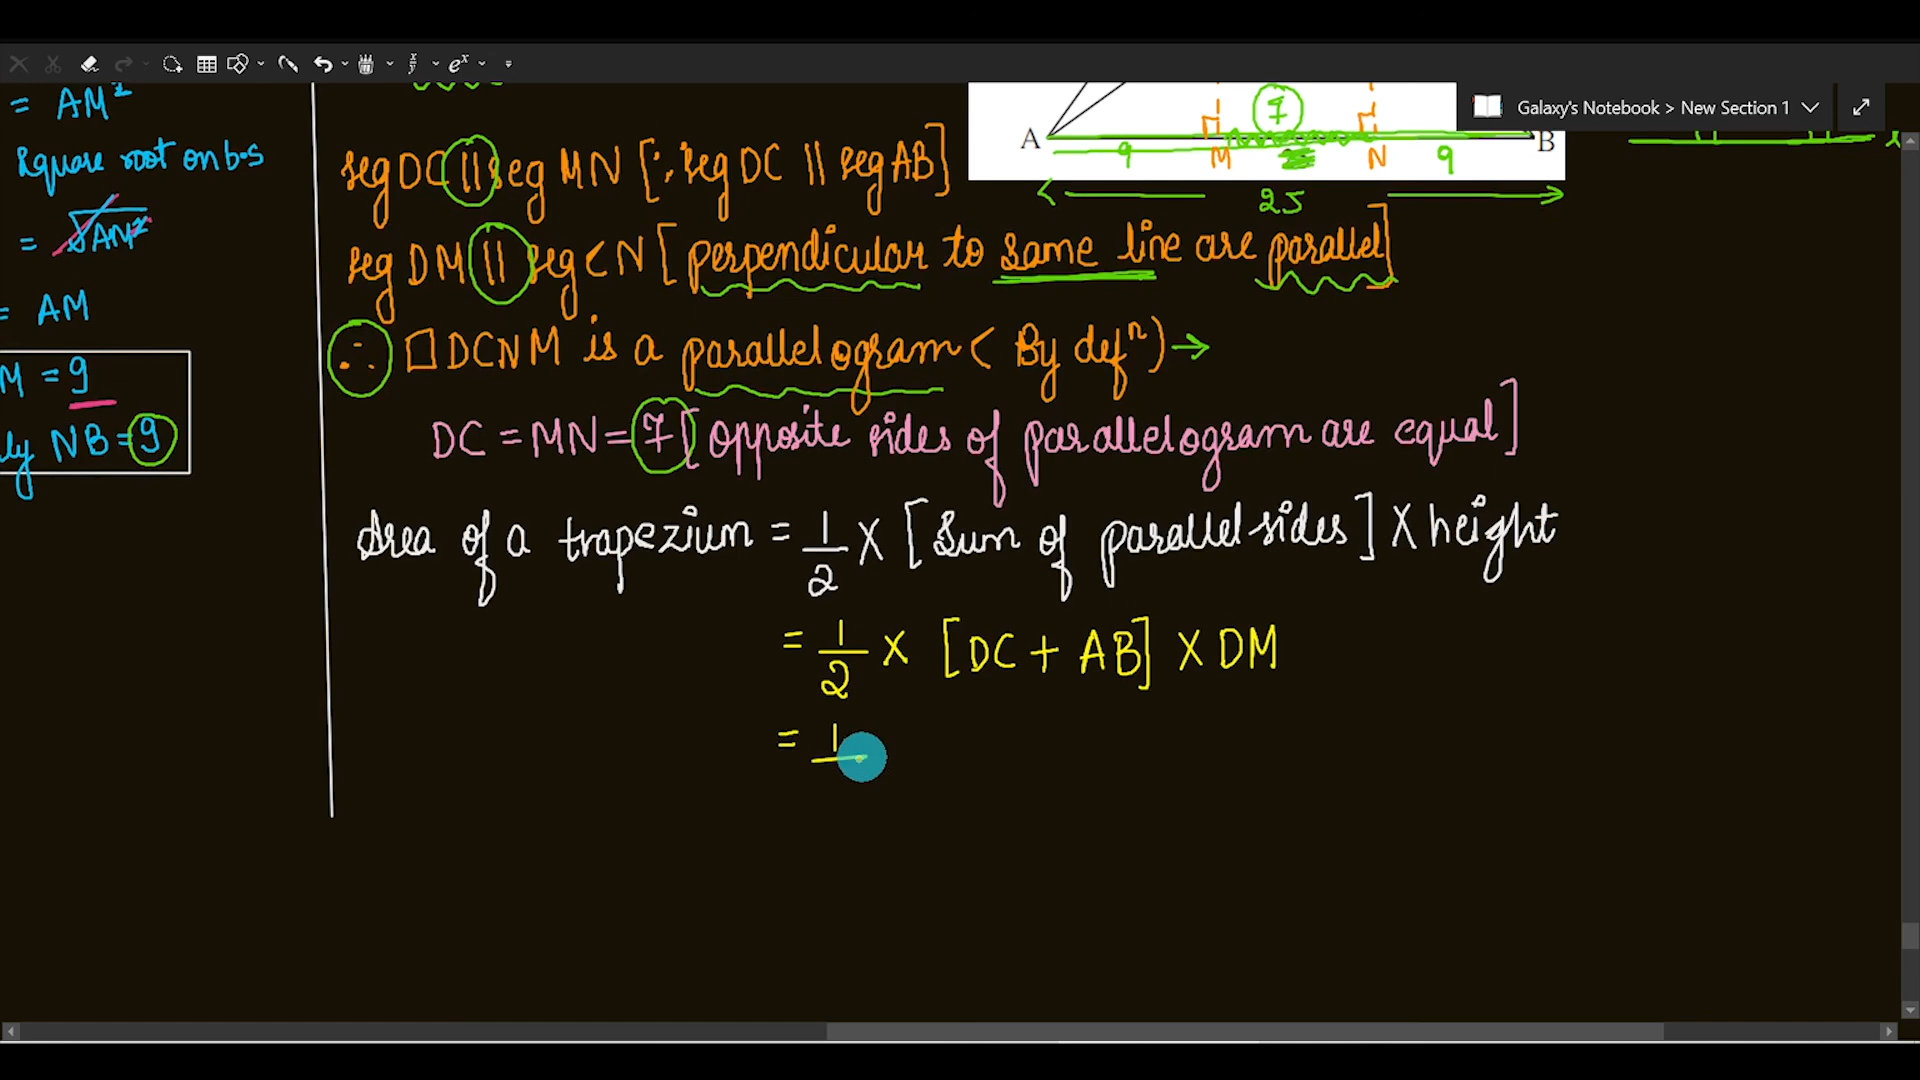 Galaxy's Notebook > New Section 1
= AM²
Square root on b.s
= √AM²
= AM
M = 9
ly NB = 9
A 9 M 7 N 9 B
25
seg DC || seg MN [∵ seg DC || seg AB]
seg DM || seg CN [perpendicular to same line are parallel]
∴ □DCNM is a parallelogram ( By defⁿ) →
DC = MN = 7 [opposite sides of parallelogram are equal]
Area of a trapezium = 1/2 X [Sum of parallel sides] X height
= 1/2 X [DC + AB] X DM
= 1